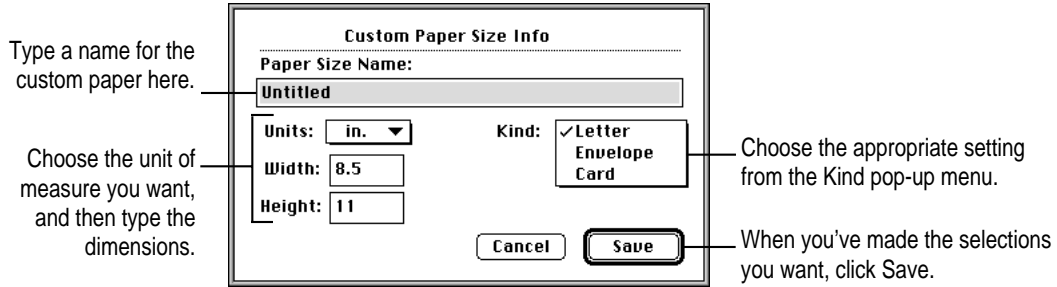 Custom Paper Size Info
Type a name for the
custom paper here.
Paper Size Name:
Untitled
Choose the unit of
measure you want,
and then type the
dimensions.
Units: in.
Width: 8.5
Height: 11
Kind: ✓Letter
Envelope
Card
Choose the appropriate setting
from the Kind pop-up menu.
Cancel Save
When you’ve made the selections
you want, click Save.